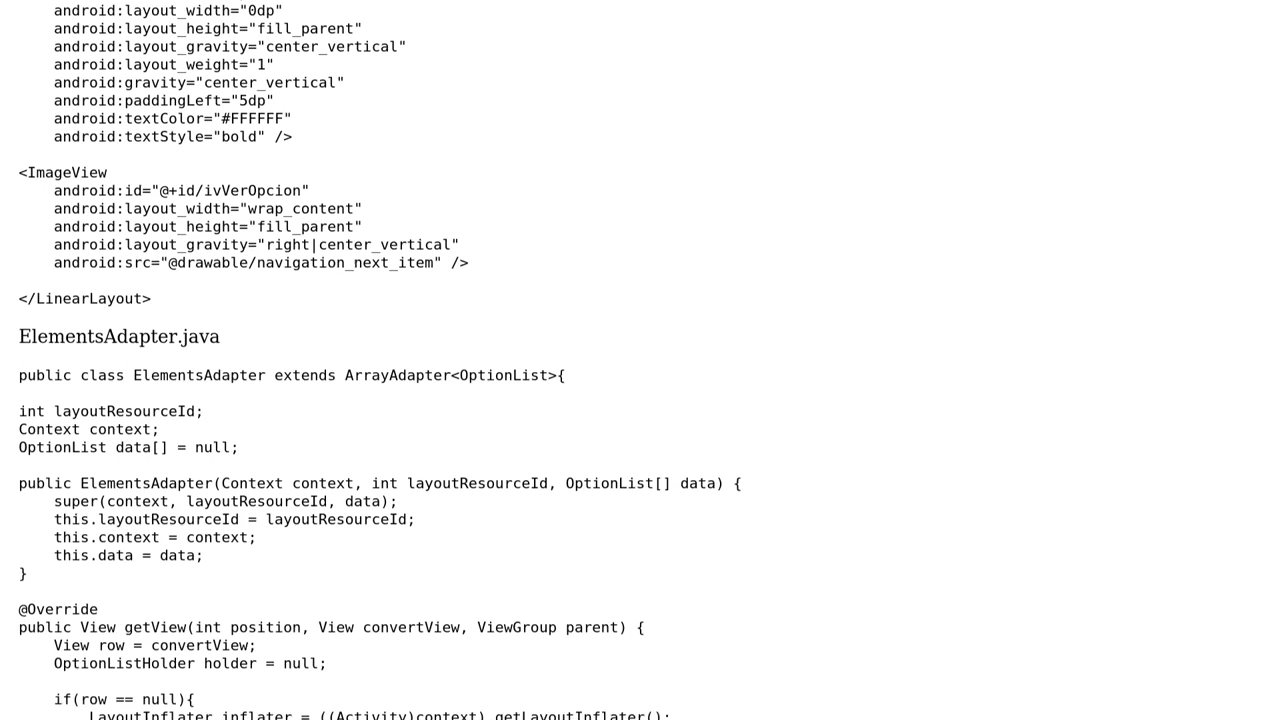 android:layout_width="0dp"
    android:layout_height="fill_parent"
    android:layout_gravity="center_vertical"
    android:layout_weight="1"
    android:gravity="center_vertical"
    android:paddingLeft="5dp"
    android:textColor="#FFFFFF"
    android:textStyle="bold" />

<ImageView
    android:id="@+id/ivVerOpcion"
    android:layout_width="wrap_content"
    android:layout_height="fill_parent"
    android:layout_gravity="right|center_vertical"
    android:src="@drawable/navigation_next_item" />

</LinearLayout>

ElementsAdapter.java

public class ElementsAdapter extends ArrayAdapter<OptionList>{

int layoutResourceId;
Context context;
OptionList data[] = null;

public ElementsAdapter(Context context, int layoutResourceId, OptionList[] data) {
    super(context, layoutResourceId, data);
    this.layoutResourceId = layoutResourceId;
    this.context = context;
    this.data = data;
}

@Override
public View getView(int position, View convertView, ViewGroup parent) {
    View row = convertView;
    OptionListHolder holder = null;

    if(row == null){
        LayoutInflater inflater = ((Activity)context).getLayoutInflater();